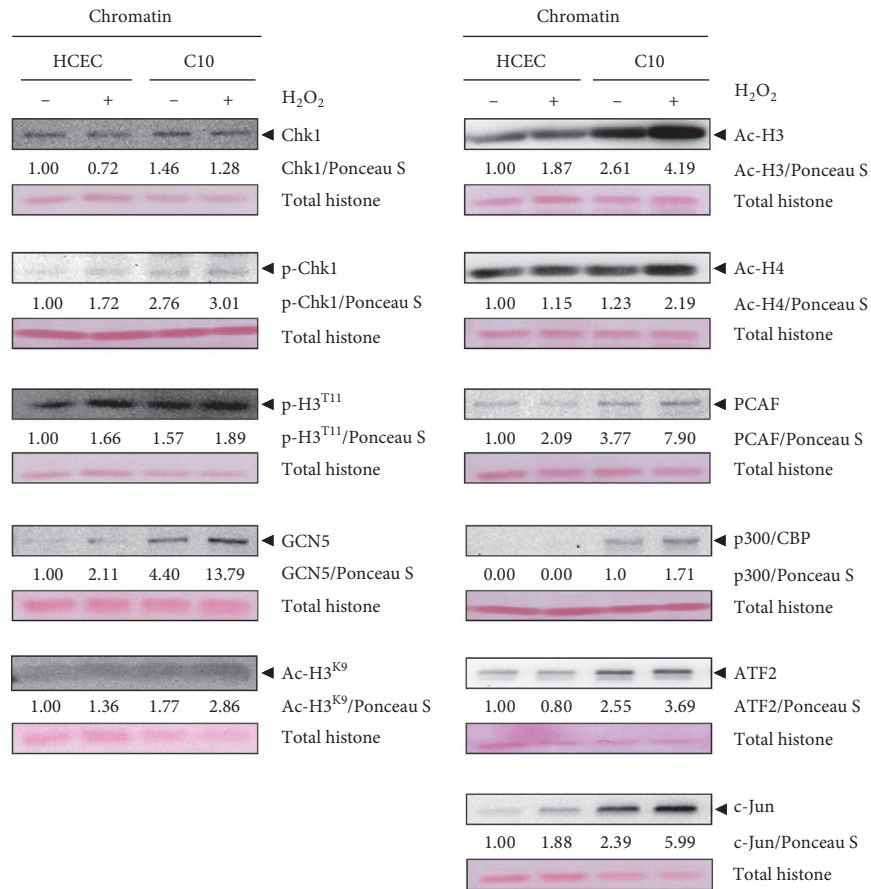 Chromatin
HCEC C10
– + – + H₂O₂
Chk1
1.00 0.72 1.46 1.28 Chk1/Ponceau S
Total histone
p-Chk1
1.00 1.72 2.76 3.01 p-Chk1/Ponceau S
Total histone
p-H3ᵀ¹¹
1.00 1.66 1.57 1.89 p-H3ᵀ¹¹/Ponceau S
Total histone
GCN5
1.00 2.11 4.40 13.79 GCN5/Ponceau S
Total histone
Ac-H3ᴷ⁹
1.00 1.36 1.77 2.86 Ac-H3ᴷ⁹/Ponceau S
Total histone
Chromatin
HCEC C10
– + – + H₂O₂
Ac-H3
1.00 1.87 2.61 4.19 Ac-H3/Ponceau S
Total histone
Ac-H4
1.00 1.15 1.23 2.19 Ac-H4/Ponceau S
Total histone
PCAF
1.00 2.09 3.77 7.90 PCAF/Ponceau S
Total histone
p300/CBP
0.00 0.00 1.0 1.71 p300/Ponceau S
Total histone
ATF2
1.00 0.80 2.55 3.69 ATF2/Ponceau S
Total histone
c-Jun
1.00 1.88 2.39 5.99 c-Jun/Ponceau S
Total histone